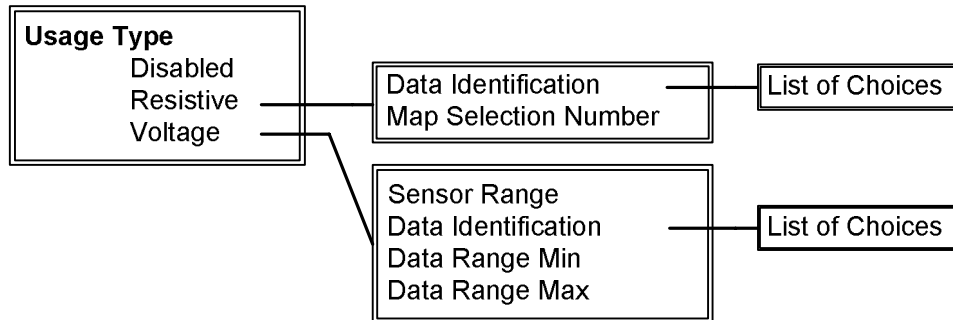 Usage Type
Disabled
Resistive
Voltage
Data Identification
Map Selection Number
List of Choices
Sensor Range
Data Identification
Data Range Min
Data Range Max
List of Choices